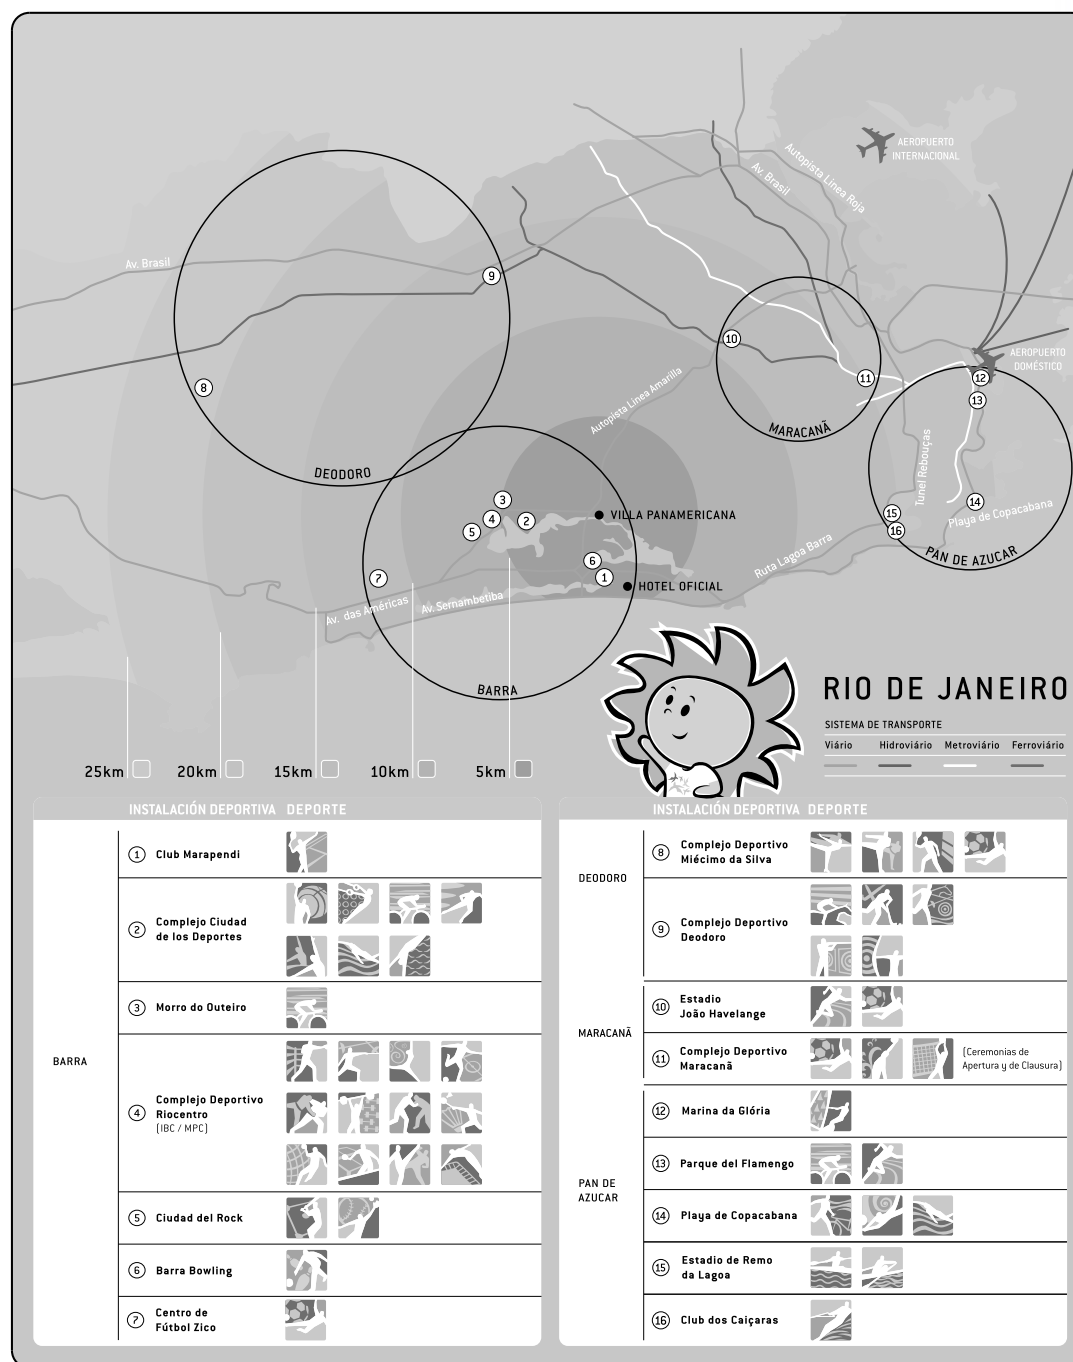 AEROPUERTO
INTERNACIONAL
Autopista Linea Roja
Av. Brasil
Av. Brasil
9
10
AEROPUERTO
DOMÉSTICO
8
11
12
13
Autopista Linea Amarilla
MARACANÃ
DEODORO
Tunel Rebouças
3
4
2
5
VILLA PANAMERICANA
14
15
16
Playa de Copacabana
PAN DE AZUCAR
Ruta Lagoa Barra
6
7
1
HOTEL OFICIAL
Av. das Américas
Av. Sernambetiba
BARRA
RIO DE JANEIRO
SISTEMA DE TRANSPORTE
Viário Hidroviário Metroviário Ferroviário
25km 20km 15km 10km 5km
INSTALACIÓN DEPORTIVA DEPORTE
BARRA
1 Club Marapendi
2 Complejo Ciudad
de los Deportes
3 Morro do Outeiro
4 Complejo Deportivo
Riocentro
(IBC / MPC)
5 Ciudad del Rock
6 Barra Bowling
7 Centro de
Fútbol Zico
INSTALACIÓN DEPORTIVA DEPORTE
DEODORO
8 Complejo Deportivo
Miécimo da Silva
9 Complejo Deportivo
Deodoro
MARACANÃ
10 Estadio
João Havelange
11 Complejo Deportivo
Maracanã
(Ceremonias de
Apertura y de Clausura)
PAN DE
AZUCAR
12 Marina da Glória
13 Parque del Flamengo
14 Playa de Copacabana
15 Estadio de Remo
da Lagoa
16 Club dos Caiçaras